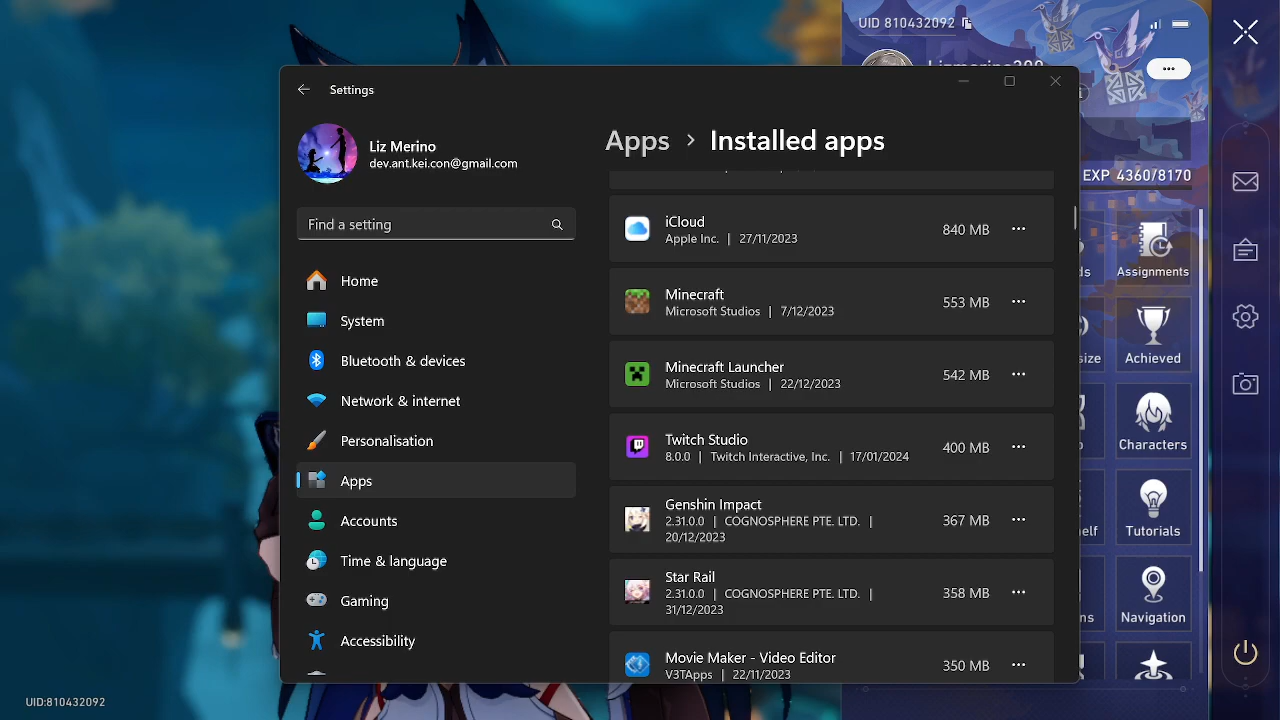 UID 810432092
Settings
Liz Merino
dev.ant.kei.con@gmail.com
Find a setting
Home
System
Bluetooth & devices
Network & internet
Personalisation
Apps
Accounts
Time & language
Gaming
Accessibility
Apps > Installed apps
iCloud
Apple Inc. | 27/11/2023
840 MB
Minecraft
Microsoft Studios | 7/12/2023
553 MB
Minecraft Launcher
Microsoft Studios | 22/12/2023
542 MB
Twitch Studio
8.0.0 | Twitch Interactive, Inc. | 17/01/2024
400 MB
Genshin Impact
2.31.0.0 | COGNOSPHERE PTE. LTD. |
20/12/2023
367 MB
Star Rail
2.31.0.0 | COGNOSPHERE PTE. LTD. |
31/12/2023
358 MB
Movie Maker - Video Editor
V3TApps | 22/11/2023
350 MB
EXP 4360/8170
ds
Assignments
size
Achieved
Characters
elf
Tutorials
ns
Navigation
UID:810432092